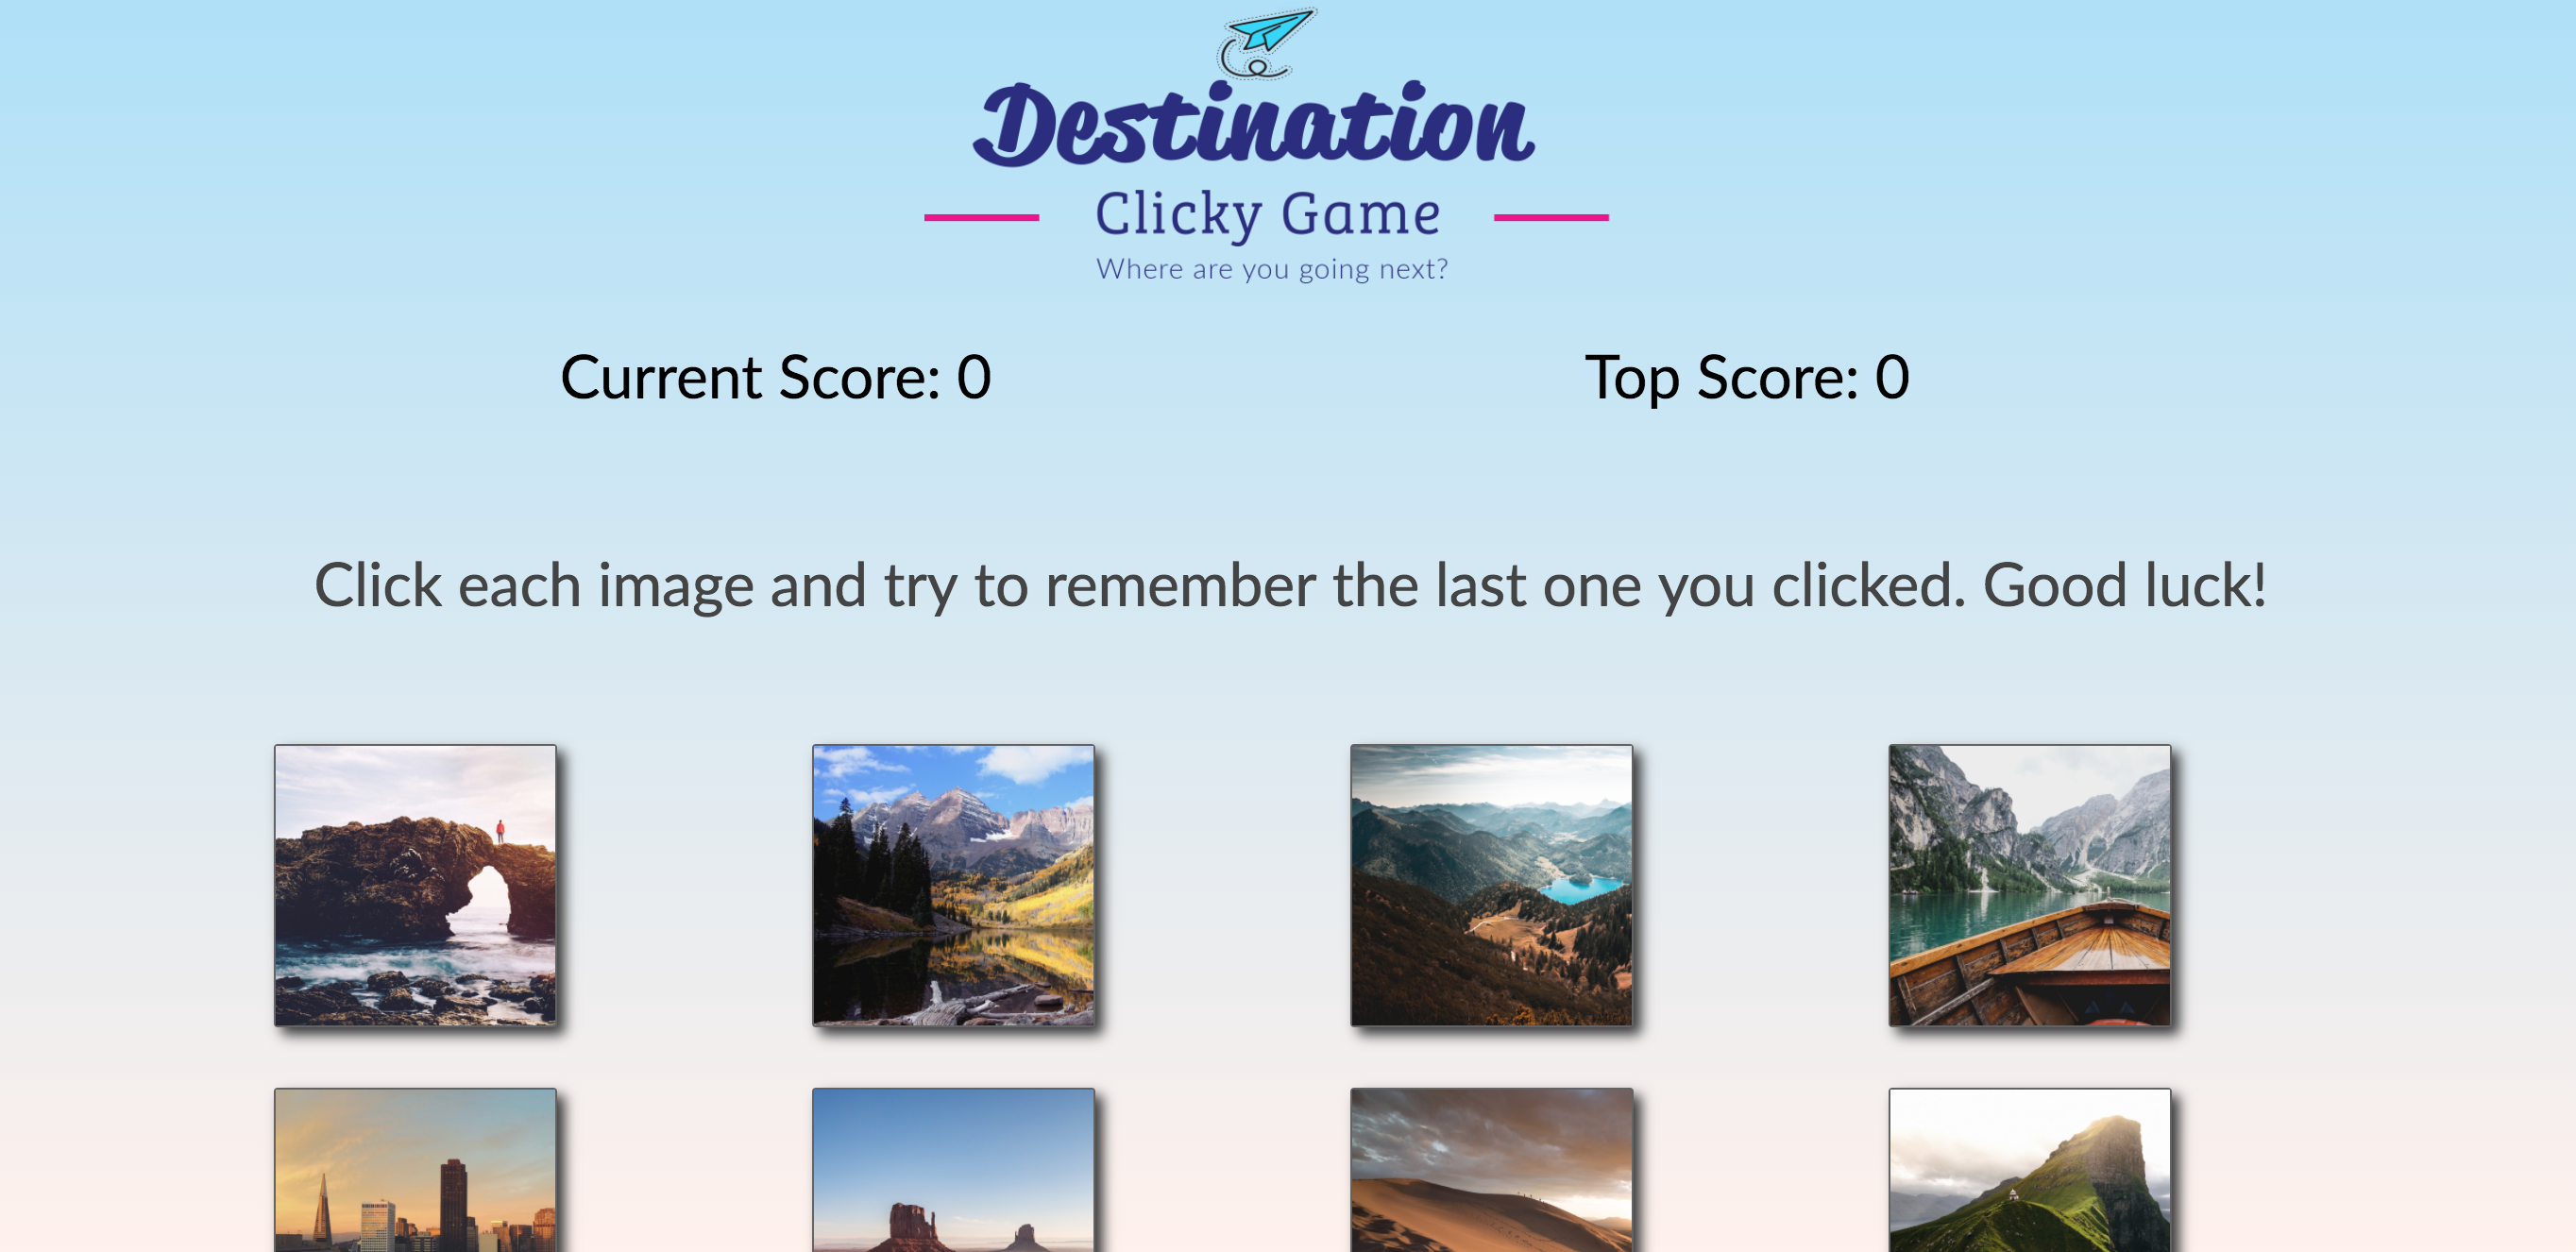 Destination
Clicky Game
Where are you going next?
Current Score: 0
Top Score: 0
Click each image and try to remember the last one you clicked. Good luck!